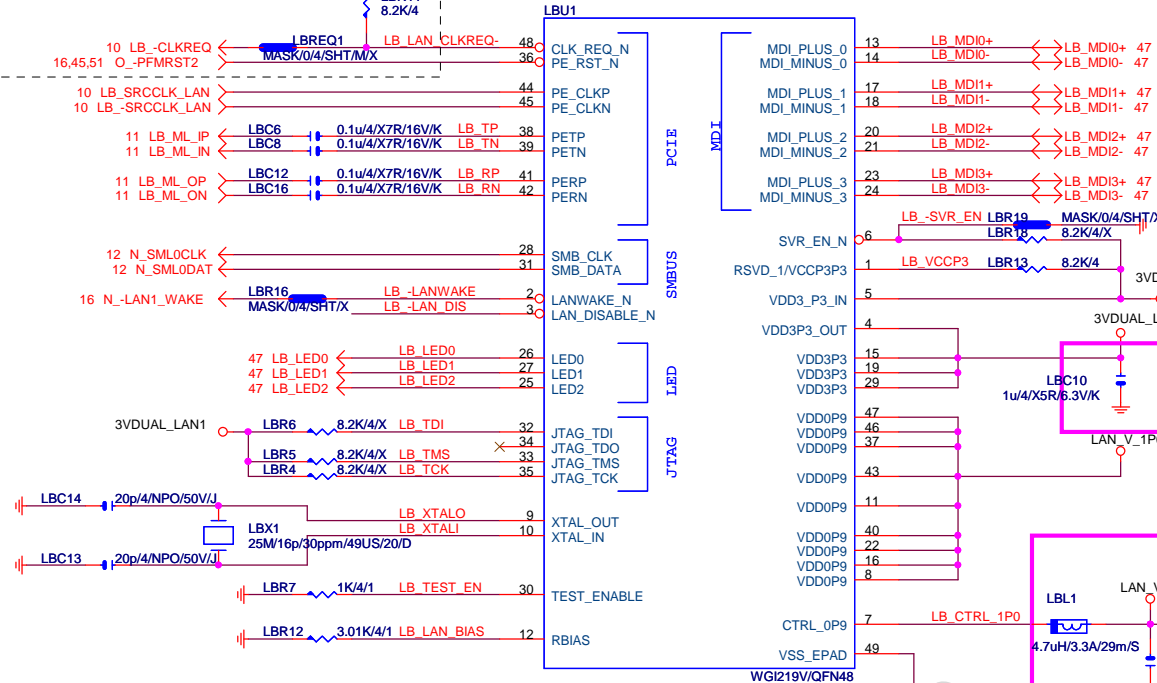 8.2K/4
LBU1
10 LB_-CLKREQ
LBREQ1
LB_LAN_CLKREQ-
48
CLK_REQ_N
MASK/0/4/SHT/M/X
16,45,51 O_-PFMRST2
36
PE_RST_N
10 LB_SRCCLK_LAN
44
PE_CLKP
10 LB_-SRCCLK_LAN
45
PE_CLKN
11 LB_ML_IP
LBC6
0.1u/4/X7R/16V/K
LB_TP
38
PETP
11 LB_ML_IN
LBC8
0.1u/4/X7R/16V/K
LB_TN
39
PETN
11 LB_ML_OP
LBC12
0.1u/4/X7R/16V/K
LB_RP
41
PERP
11 LB_ML_ON
LBC16
0.1u/4/X7R/16V/K
LB_RN
42
PERN
PCIE
12 N_SML0CLK
28
SMB_CLK
12 N_SML0DAT
31
SMB_DATA
SMBUS
16 N_-LAN1_WAKE
LBR16
MASK/0/4/SHT/X
LB_-LANWAKE
2
LANWAKE_N
LB_-LAN_DIS
3
LAN_DISABLE_N
47 LB_LED0
LB_LED0
26
LED0
47 LB_LED1
LB_LED1
27
LED1
47 LB_LED2
LB_LED2
25
LED2
LED
3VDUAL_LAN1
LBR6
8.2K/4/X
LB_TDI
32
JTAG_TDI
34
JTAG_TDO
LBR5
8.2K/4/X
LB_TMS
33
JTAG_TMS
LBR4
8.2K/4/X
LB_TCK
35
JTAG_TCK
JTAG
LBC14
20p/4/NPO/50V/J
LB_XTALO
9
XTAL_OUT
LBX1
25M/16p/30ppm/49US/20/D
LB_XTALI
10
XTAL_IN
LBC13
20p/4/NPO/50V/J
LBR7
1K/4/1
LB_TEST_EN
30
TEST_ENABLE
LBR12
3.01K/4/1
LB_LAN_BIAS
12
RBIAS
MDI
MDI_PLUS_0
13
LB_MDI0+
LB_MDI0+ 47
MDI_MINUS_0
14
LB_MDI0-
LB_MDI0- 47
MDI_PLUS_1
17
LB_MDI1+
LB_MDI1+ 47
MDI_MINUS_1
18
LB_MDI1-
LB_MDI1- 47
MDI_PLUS_2
20
LB_MDI2+
LB_MDI2+ 47
MDI_MINUS_2
21
LB_MDI2-
LB_MDI2- 47
MDI_PLUS_3
23
LB_MDI3+
LB_MDI3+ 47
MDI_MINUS_3
24
LB_MDI3-
LB_MDI3- 47
LB_-SVR_EN
LBR19
MASK/0/4/SHT/X
SVR_EN_N
6
LBR18
8.2K/4/X
RSVD_1/VCCP3P3
1
LB_VCCP3
LBR13
8.2K/4
3VD
VDD3_P3_IN
5
3VDUAL_L
VDD3P3_OUT
4
VDD3P3
15
VDD3P3
19
VDD3P3
29
LBC10
1u/4/X5R/6.3V/K
VDD0P9
47
VDD0P9
46
VDD0P9
37
LAN_V_1P
VDD0P9
43
VDD0P9
11
VDD0P9
40
VDD0P9
22
VDD0P9
16
VDD0P9
8
LAN_V
CTRL_0P9
7
LB_CTRL_1P0
LBL1
4.7uH/3.3A/29m/S
VSS_EPAD
49
WGI219V/QFN48